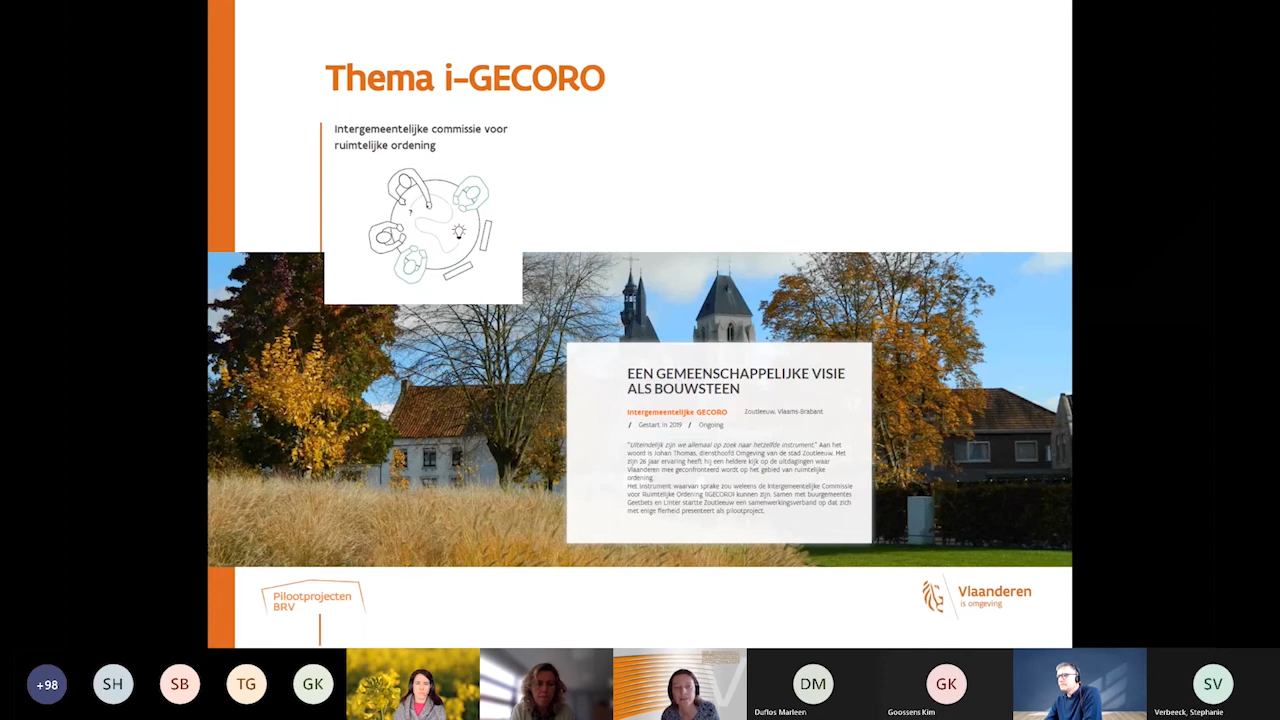 Thema i-GECORO
Intergemeentelijke commissie voor
ruimtelijke ordening
?
EEN GEMEENSCHAPPELIJKE VISIE
ALS BOUWSTEEN
Intergemeentelijke GECORO Zoutleeuw, Vlaams-Brabant
/ Gestart in 2019 / Ongoing
"Uiteindelijk zijn we allemaal op zoek naar hetzelfde instrument." Aan het
woord is Johan Thomas, diensthoofd Omgeving van de stad Zoutleeuw. Met
zijn 26 jaar ervaring heeft hij een heldere kijk op de uitdagingen waar
Vlaanderen mee geconfronteerd wordt op het gebied van ruimtelijke
ordening.
Het instrument waarvan sprake zou weleens de Intergemeentelijke Commissie
voor Ruimtelijke Ordening (IGECORO) kunnen zijn. Samen met buurgemeentes
Geetbets en Linter startte Zoutleeuw een samenwerkingsverband op dat zich
met enige fierheid presenteert als pilootproject.
Pilootprojecten
BRV
Vlaanderen
is omgeving
+98
SH
SB
TG
GK
DM
Duflos Marleen
GK
Goossens Kim
SV
Verbeeck, Stephanie